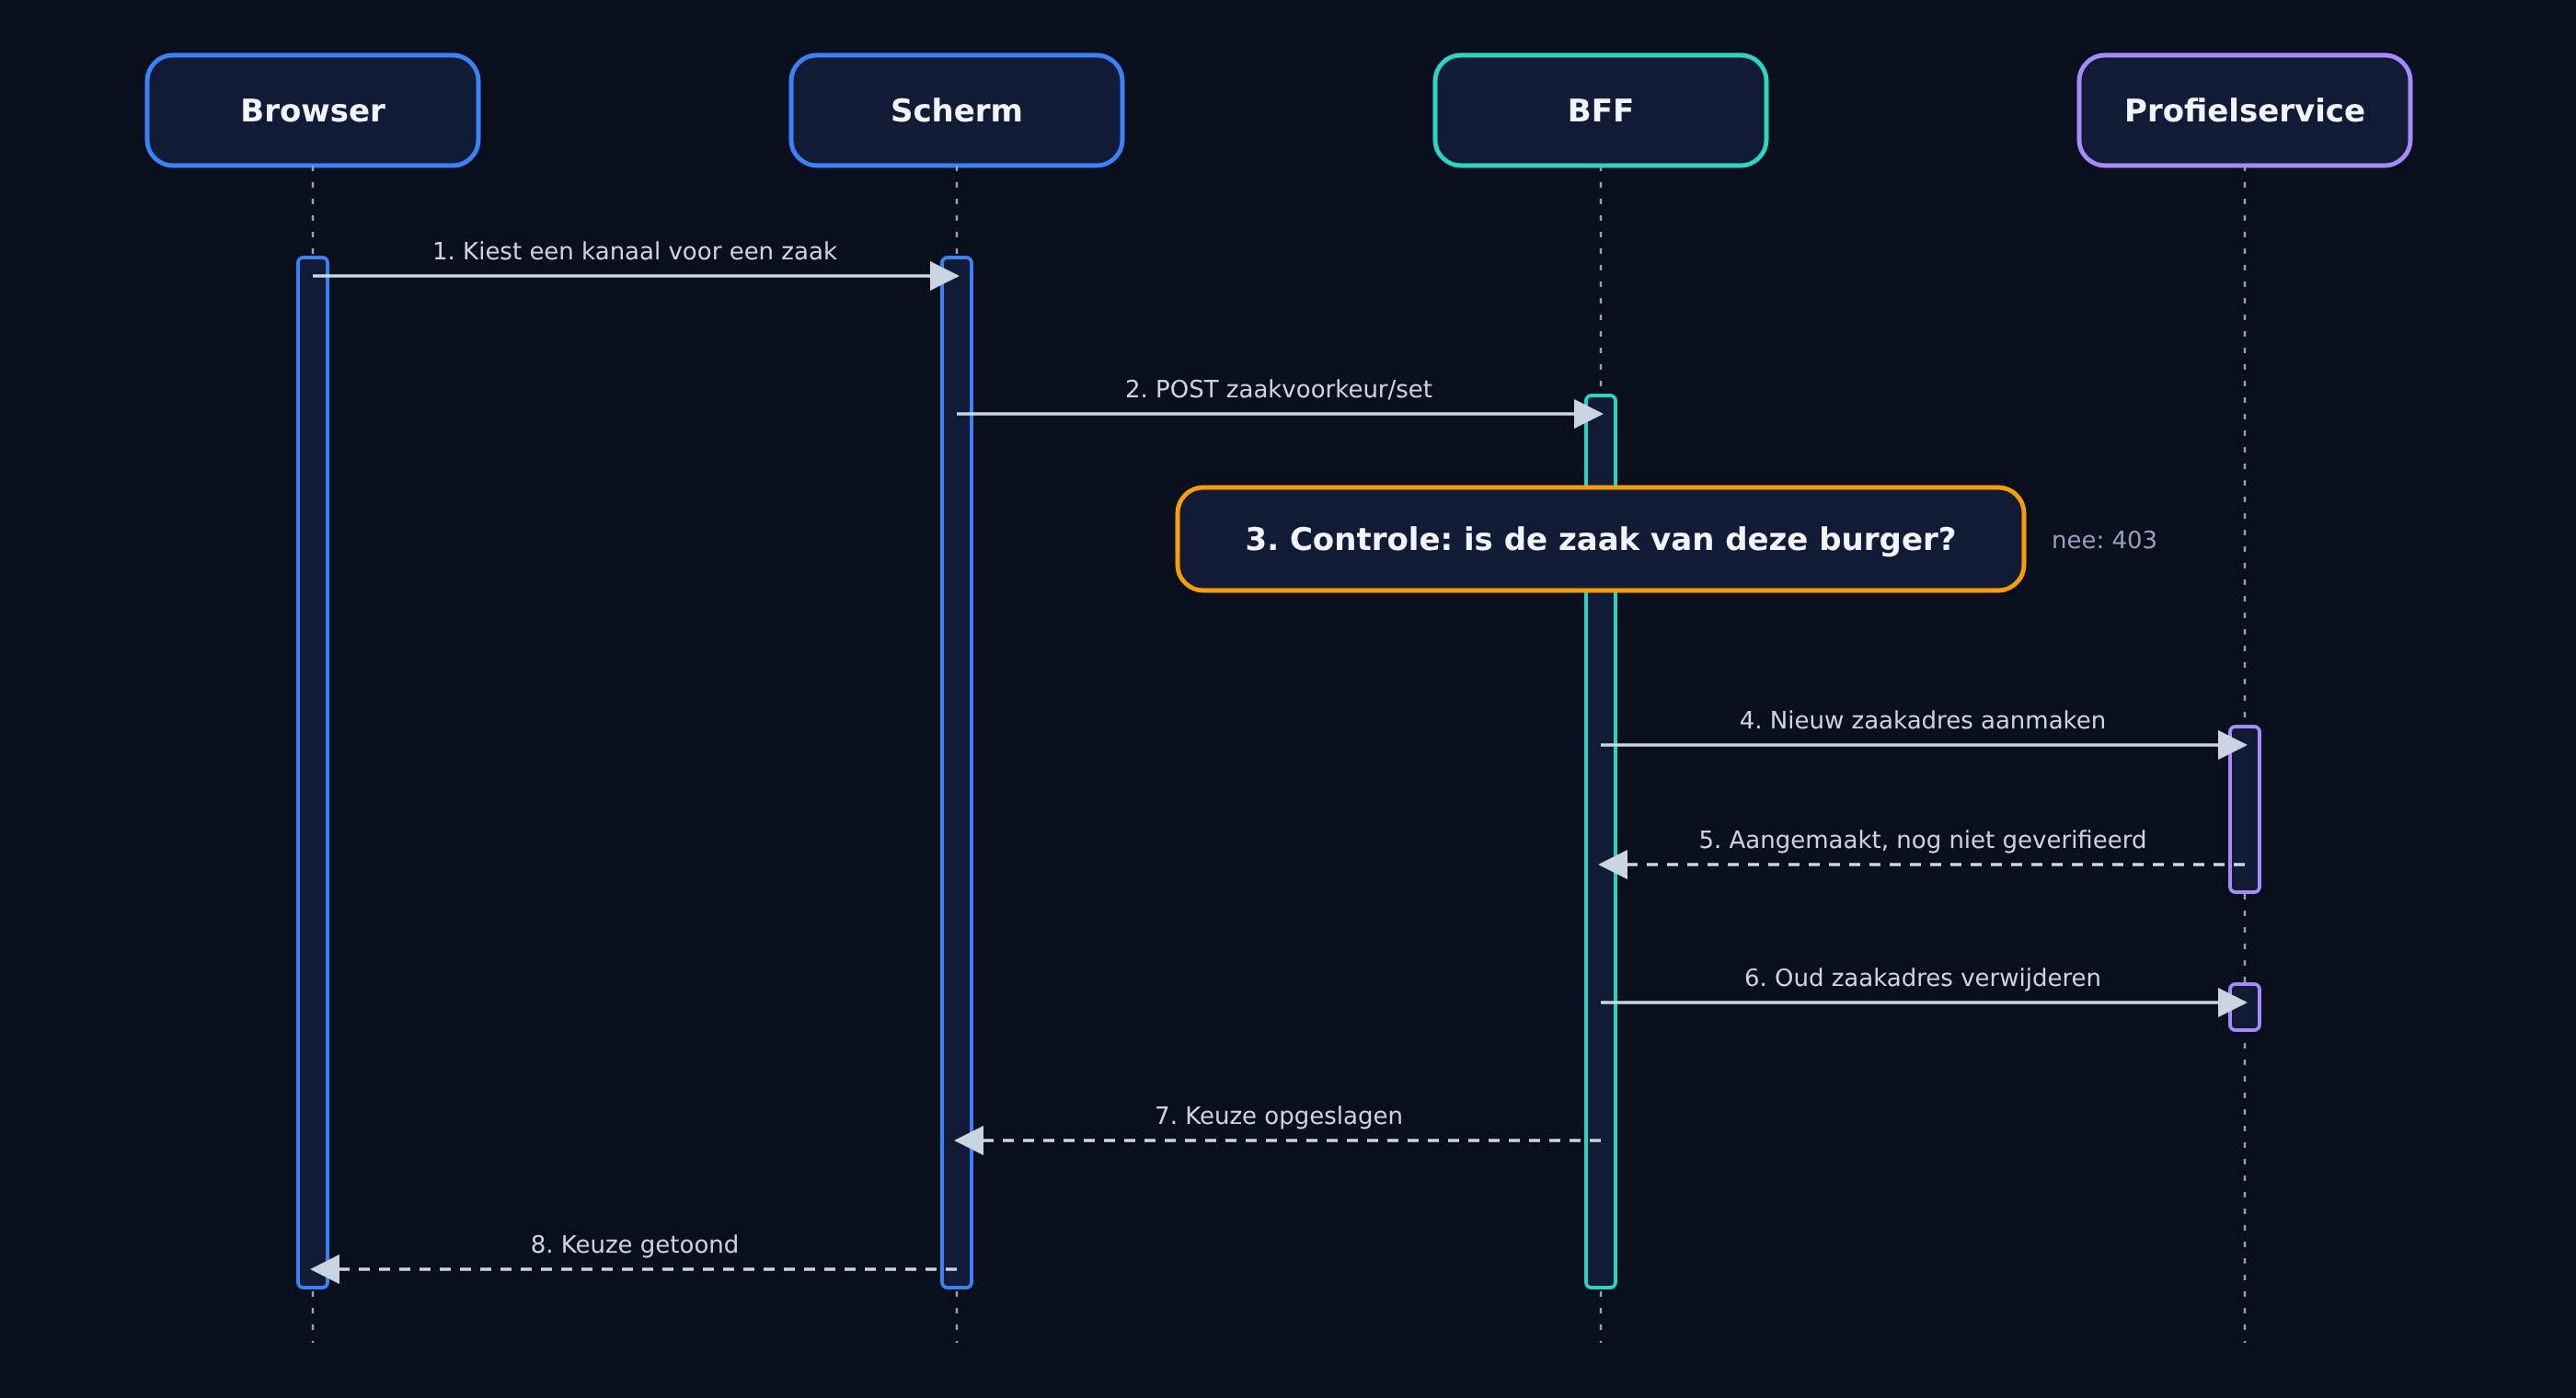 Browser
Scherm
BFF
Profielservice
1. Kiest een kanaal voor een zaak
2. POST zaakvoorkeur/set
3. Controle: is de zaak van deze burger?
nee: 403
4. Nieuw zaakadres aanmaken
5. Aangemaakt, nog niet geverifieerd
6. Oud zaakadres verwijderen
7. Keuze opgeslagen
8. Keuze getoond